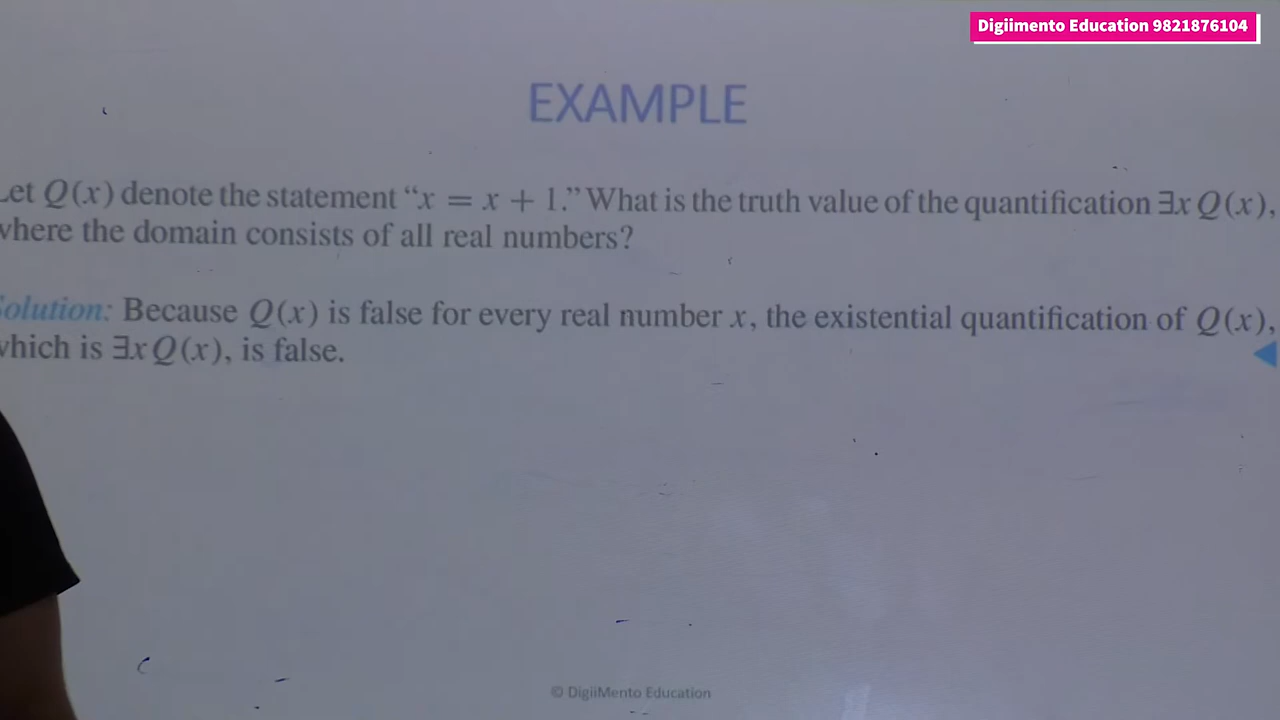 Digiimento Education 9821876104
EXAMPLE
Let Q(x) denote the statement “x = x + 1.” What is the truth value of the quantification ∃x Q(x),
where the domain consists of all real numbers?
Solution: Because Q(x) is false for every real number x, the existential quantification of Q(x),
which is ∃x Q(x), is false.
© DigiiMento Education